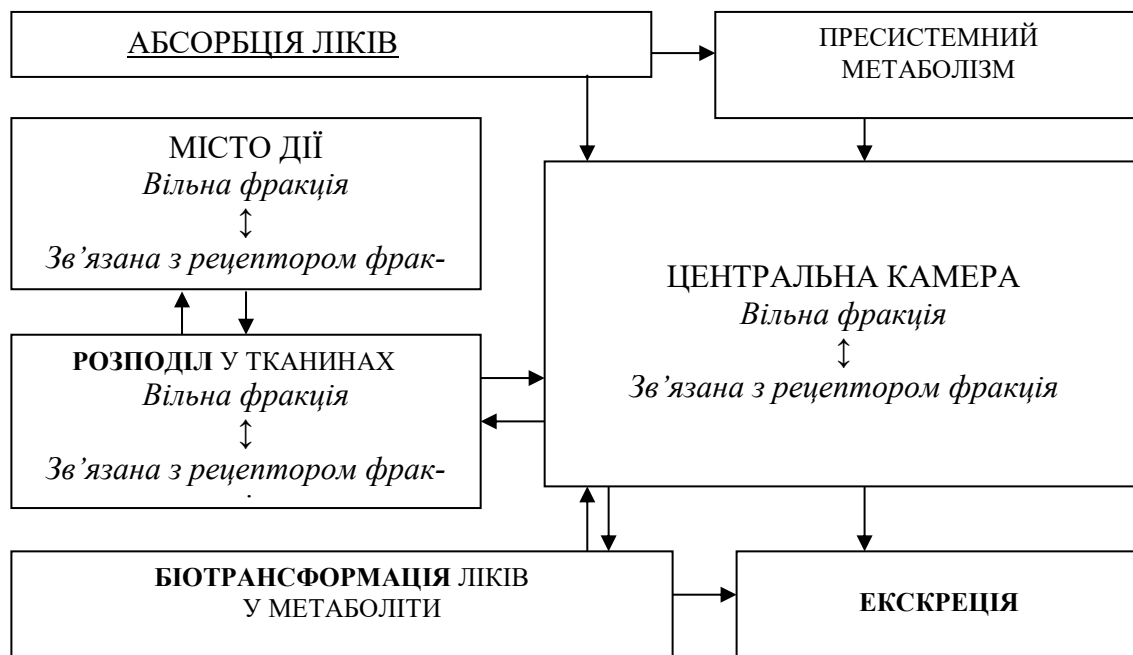 АБСОРБЦІЯ ЛІКІВ
ПРЕСИСТЕМНИЙ
МЕТАБОЛІЗМ
МІСТО ДІЇ
Вільна фракція
↕
Зв’язана з рецептором фрак-
ЦЕНТРАЛЬНА КАМЕРА
Вільна фракція
↕
Зв’язана з рецептором фракція
РОЗПОДІЛ У ТКАНИНАХ
Вільна фракція
↕
Зв’язана з рецептором фрак-
БІОТРАНСФОРМАЦІЯ ЛІКІВ
У МЕТАБОЛІТИ
ЕКСКРЕЦІЯ